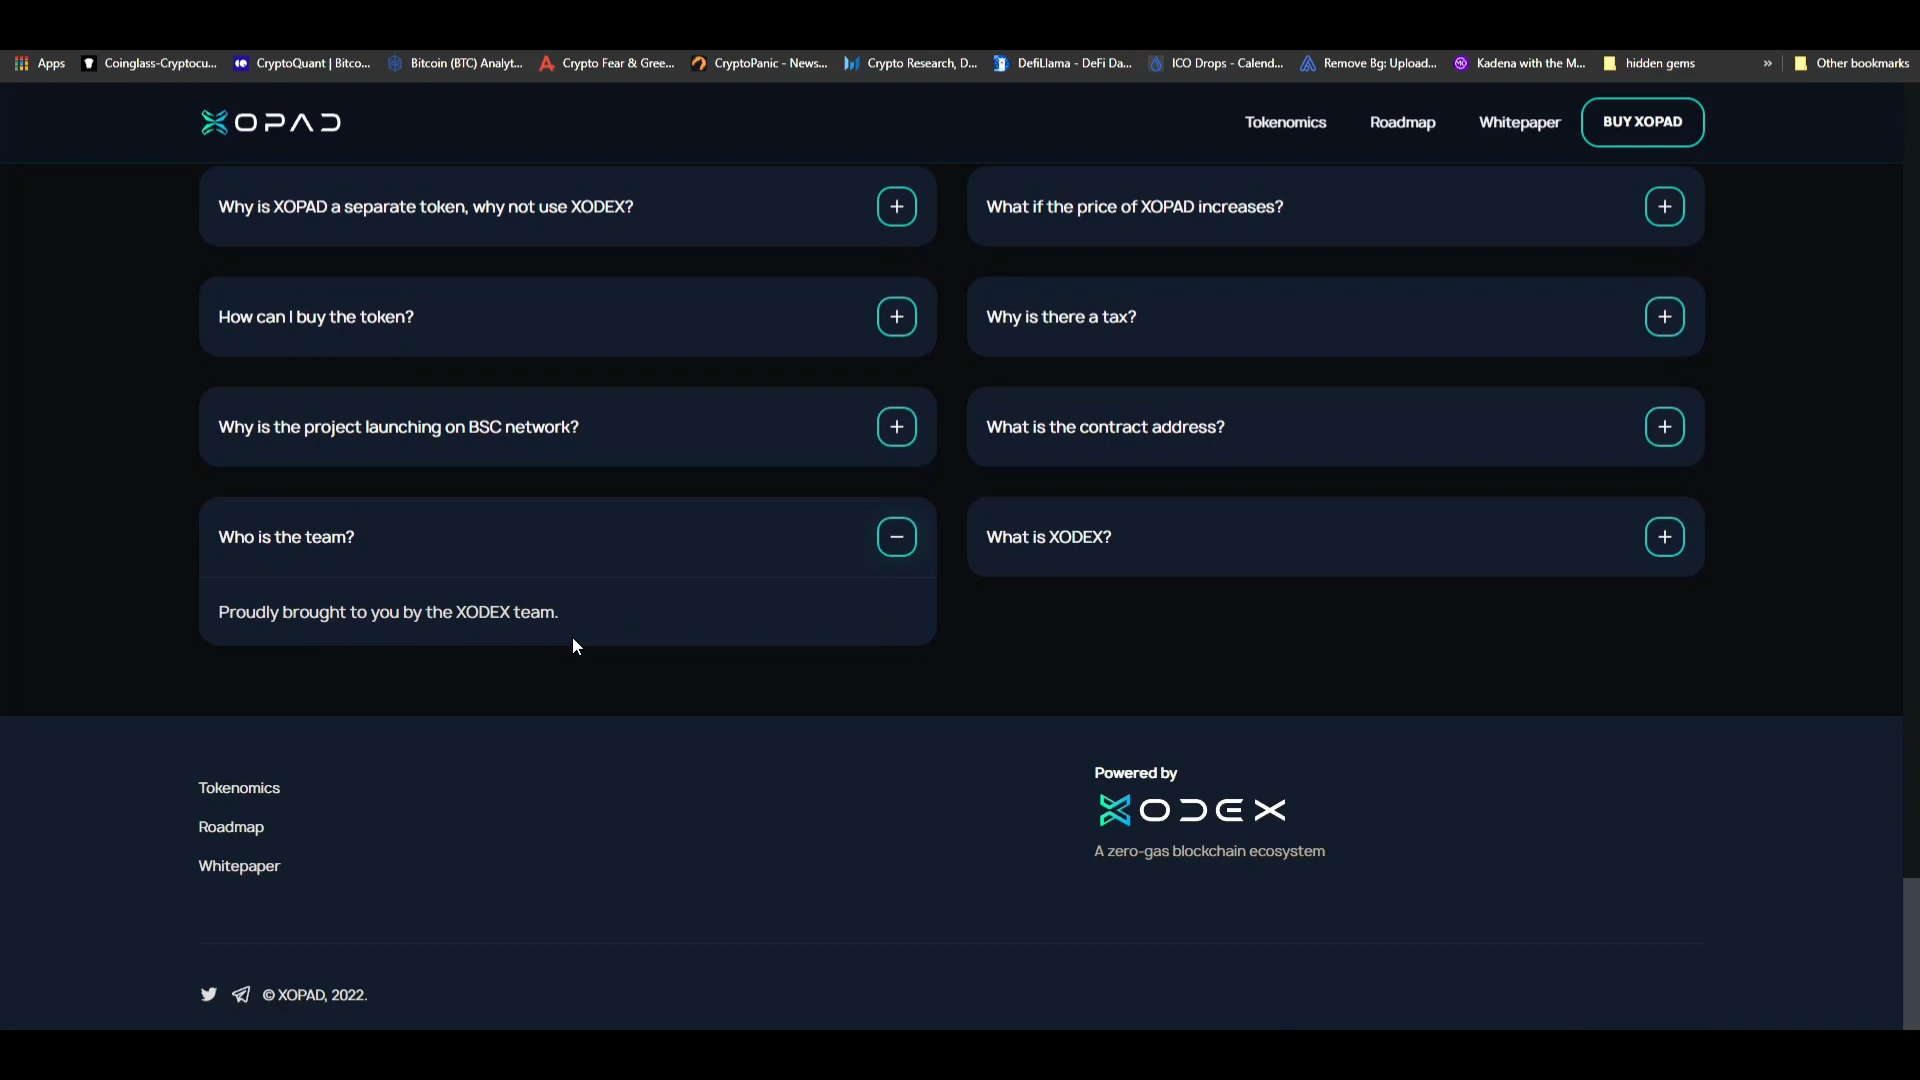 Apps Coinglass-Cryptocu... CryptoQuant | Bitco... Bitcoin (BTC) Analyt... Crypto Fear & Gree... CryptoPanic - News... Crypto Research, D... DefiLlama - DeFi Da... ICO Drops - Calend... Remove Bg: Upload... Kadena with the M... hidden gems » Other bookmarks
XOPAD Tokenomics Roadmap Whitepaper BUY XOPAD
Why is XOPAD a separate token, why not use XODEX? +
What if the price of XOPAD increases? +
How can I buy the token? +
Why is there a tax? +
Why is the project launching on BSC network? +
What is the contract address? +
Who is the team? −
What is XODEX? +
Proudly brought to you by the XODEX team.
Tokenomics
Roadmap
Whitepaper
Powered by
XODEX
A zero-gas blockchain ecosystem
© XOPAD, 2022.